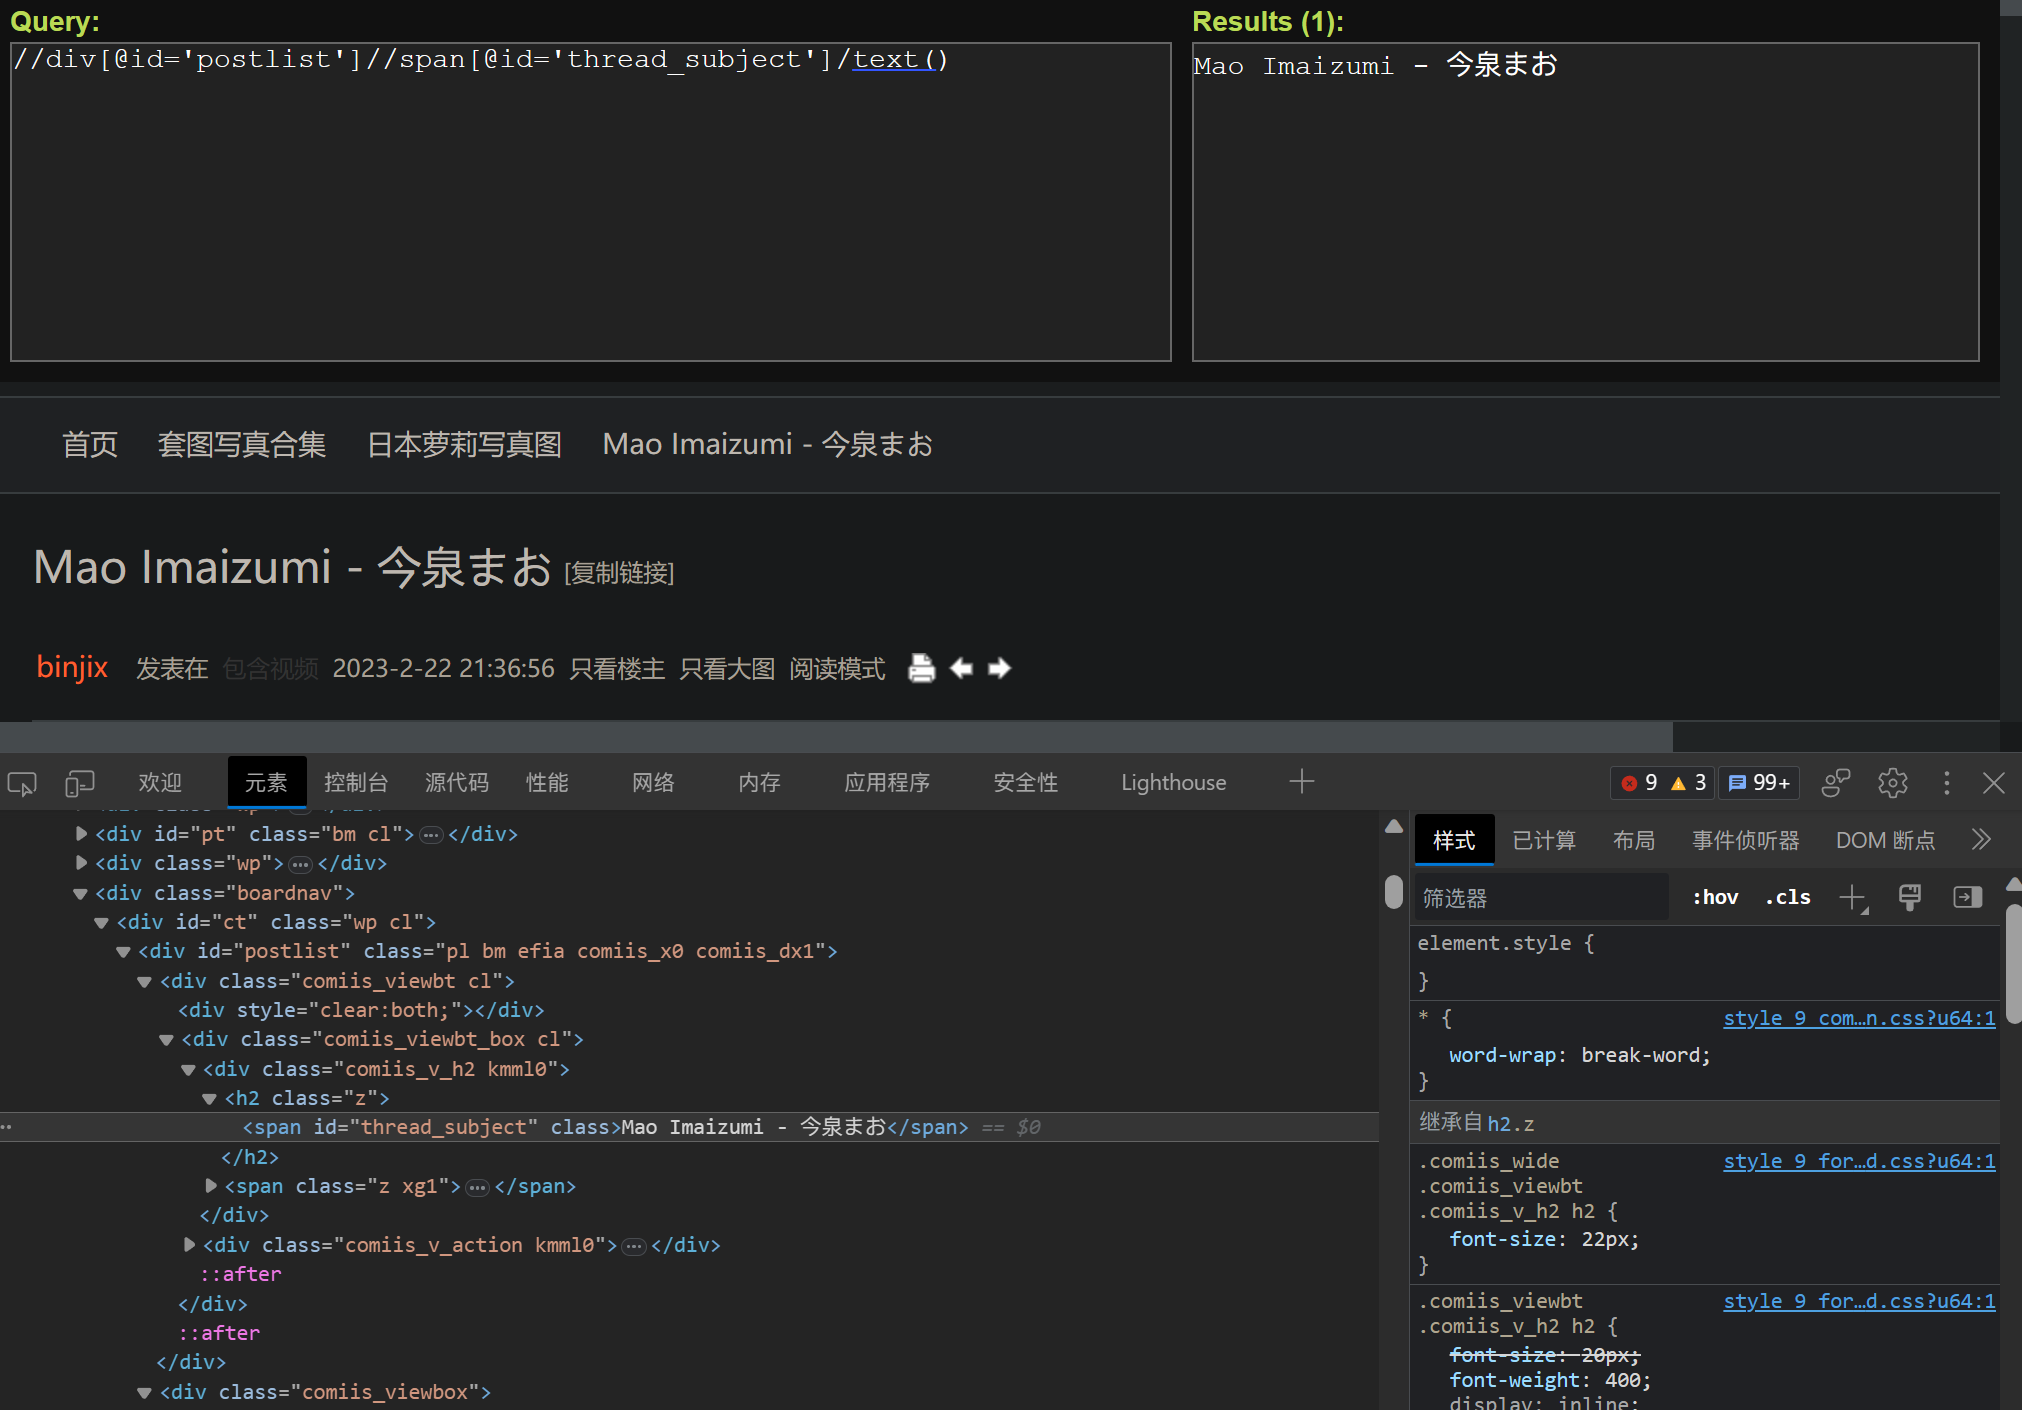 Query:
//div[@id='postlist']//span[@id='thread_subject']/text()
Results (1):
Mao Imaizumi - 今泉まお
首页 套图写真合集 日本萝莉写真图 Mao Imaizumi - 今泉まお
Mao Imaizumi - 今泉まお [复制链接]
binjix 发表在 包含视频 2023-2-22 21:36:56 只看楼主 只看大图 阅读模式
欢迎 元素 控制台 源代码 性能 网络 内存 应用程序 安全性 Lighthouse 9 3 99+
<div id="pt" class="bm cl">…</div>
<div class="wp">…</div>
<div class="boardnav">
<div id="ct" class="wp cl">
<div id="postlist" class="pl bm efia comiis_x0 comiis_dx1">
<div class="comiis_viewbt cl">
<div style="clear:both;"></div>
<div class="comiis_viewbt_box cl">
<div class="comiis_v_h2 kmml0">
<h2 class="z">
<span id="thread_subject" class>Mao Imaizumi - 今泉まお</span> == $0
</h2>
<span class="z xg1">…</span>
</div>
<div class="comiis_v_action kmml0">…</div>
::after
</div>
::after
</div>
<div class="comiis_viewbox">
样式 已计算 布局 事件侦听器 DOM 断点
筛选器 :hov .cls
element.style {
}
* { style_9_com…n.css?u64:1
word-wrap: break-word;
}
继承自 h2.z
.comiis_wide style_9_for…d.css?u64:1
.comiis_viewbt
.comiis_v_h2 h2 {
font-size: 22px;
}
.comiis_viewbt style_9_for…d.css?u64:1
.comiis_v_h2 h2 {
font-size: 20px;
font-weight: 400;
display: inline;